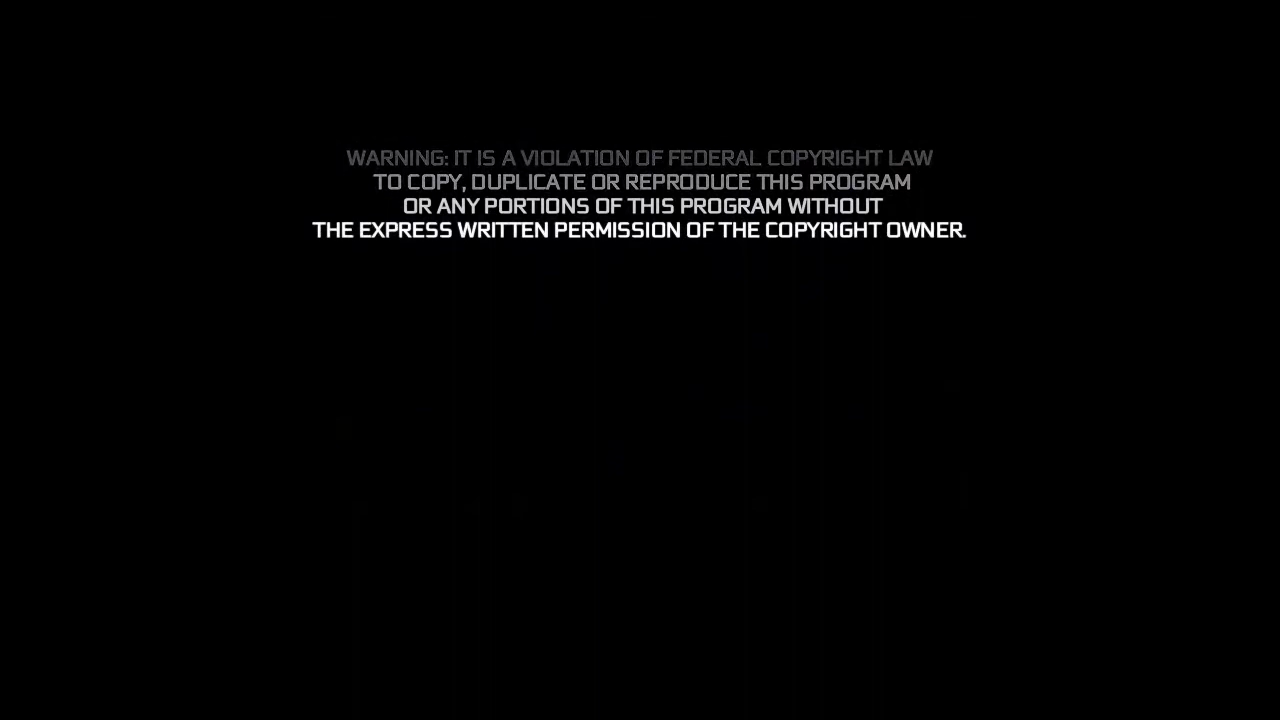 WARNING: IT IS A VIOLATION OF FEDERAL COPYRIGHT LAW
TO COPY, DUPLICATE OR REPRODUCE THIS PROGRAM
OR ANY PORTIONS OF THIS PROGRAM WITHOUT
THE EXPRESS WRITTEN PERMISSION OF THE COPYRIGHT OWNER.